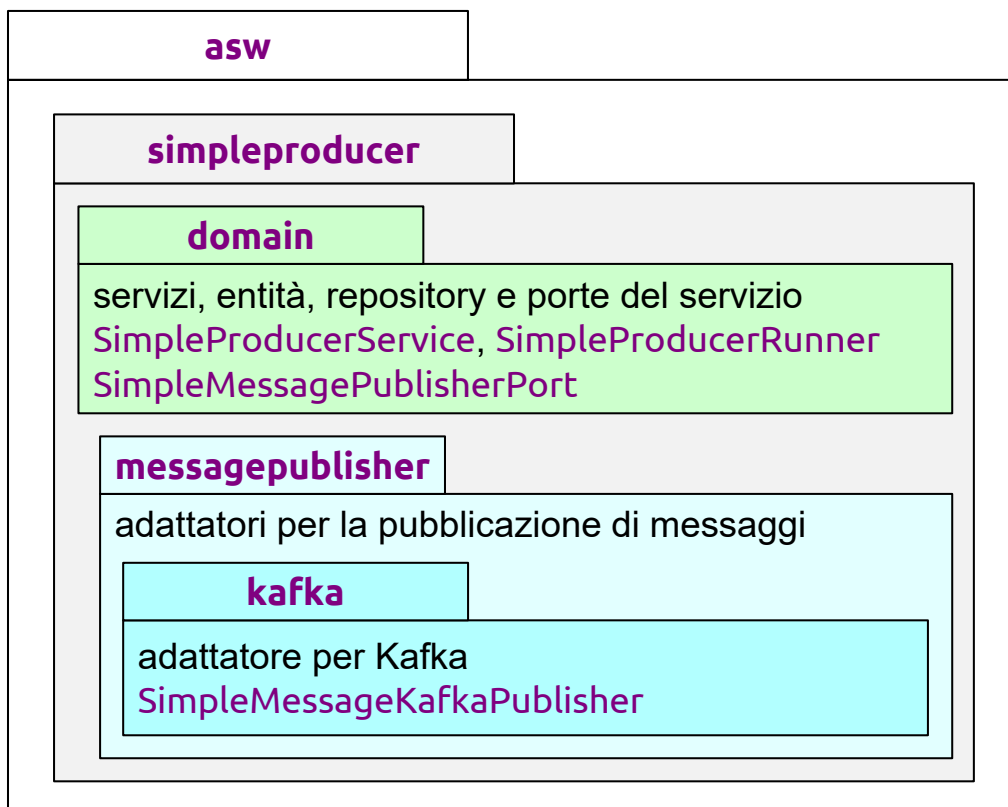 asw
simpleproducer
domain
servizi, entità, repository e porte del servizio
SimpleProducerService, SimpleProducerRunner
SimpleMessagePublisherPort
messagepublisher
adattatori per la pubblicazione di messaggi
kafka
adattatore per Kafka
SimpleMessageKafkaPublisher